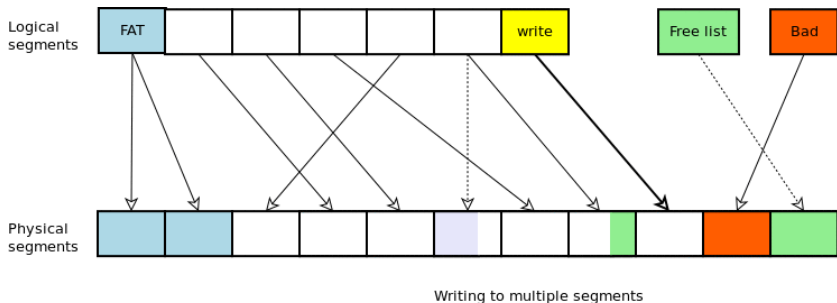 Logical
segments
FAT
write
Free list
Bad
Physical
segments
Writing to multiple segments